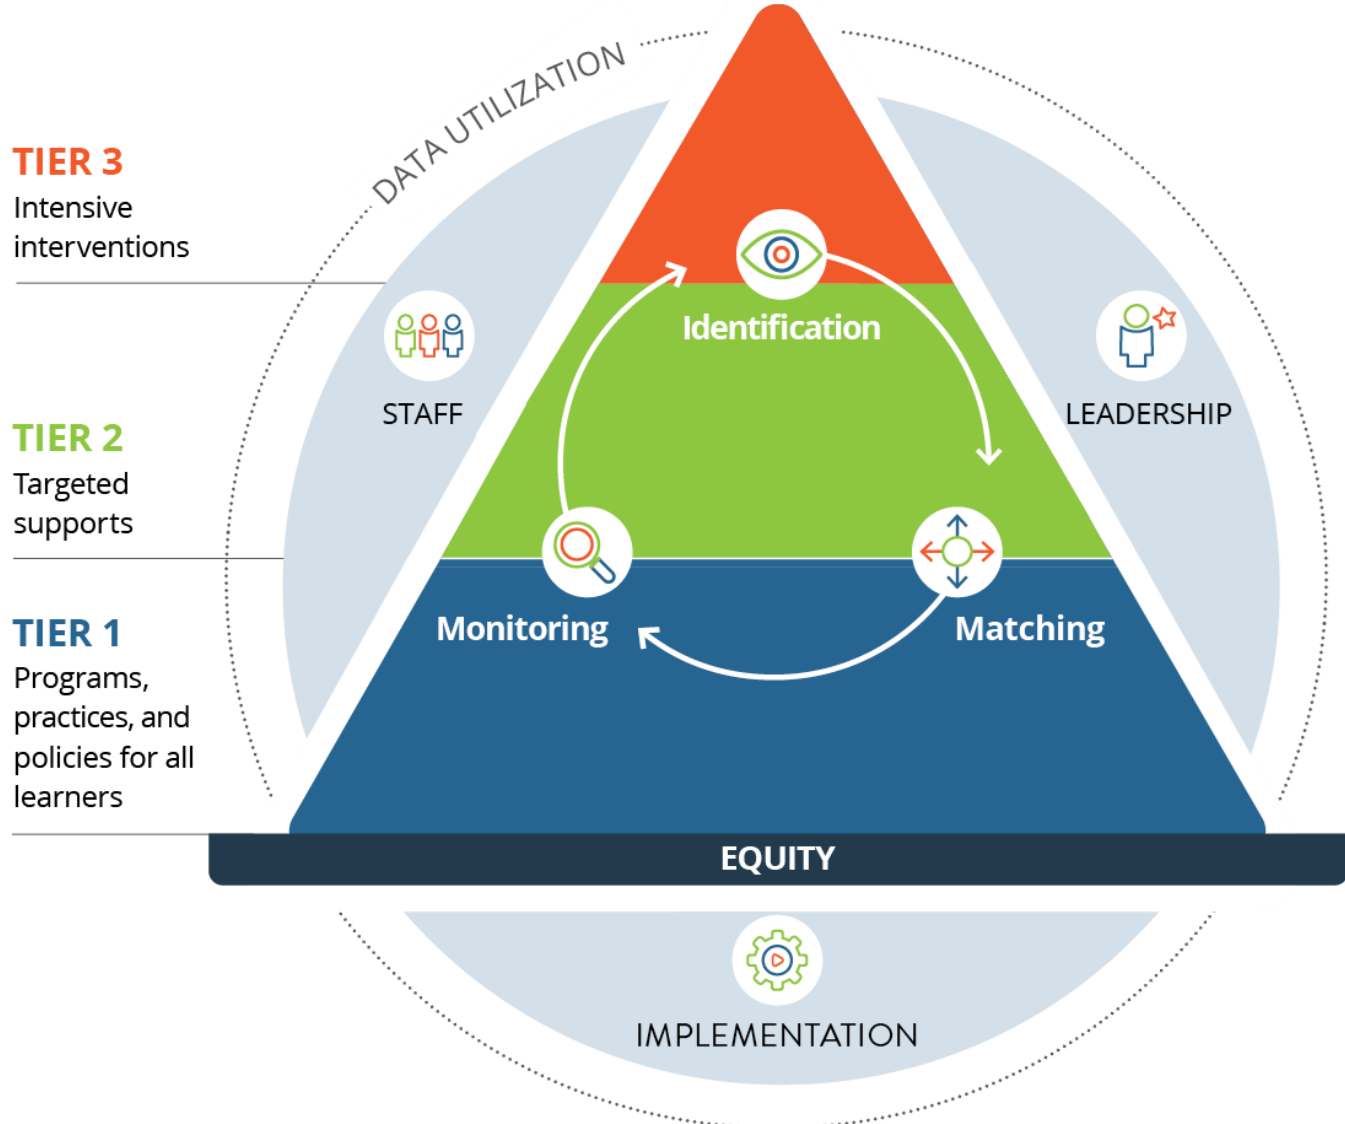 DATA UTILIZATION
TIER 3
Intensive
interventions
Identification
STAFF
LEADERSHIP
TIER 2
Targeted
supports
TIER 1
Programs,
practices, and
policies for all
learners
Monitoring
Matching
EQUITY
IMPLEMENTATION